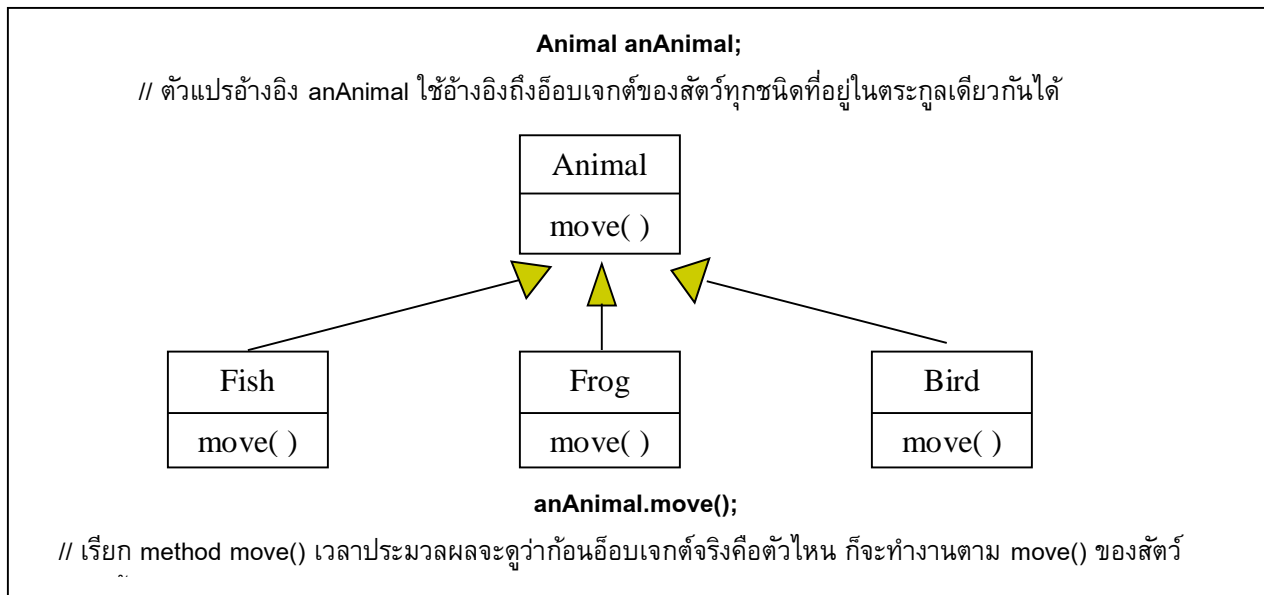 Animal anAnimal;
// ตัวแปรอ้างอิง anAnimal ใช้อ้างอิงถึงอ็อบเจกต์ของสัตว์ทุกชนิดที่อยู่ในตระกูลเดียวกันได้
Animal
move( )
Fish
move( )
Frog
move( )
Bird
move( )
anAnimal.move();
// เรียก method move() เวลาประมวลผลจะดูว่าก้อนอ็อบเจกต์จริงคือตัวไหน ก็จะทำงานตาม move() ของสัตว์